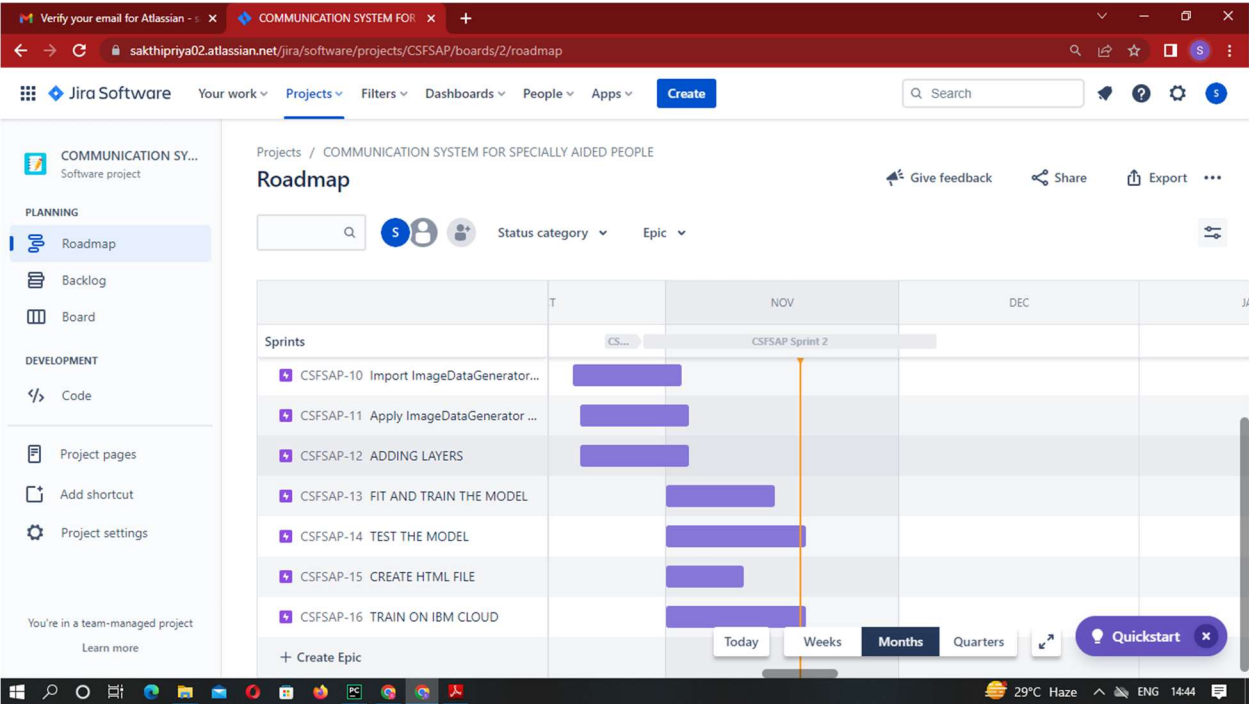 Verify your email for Atlassian - s
COMMUNICATION SYSTEM FOR
sakthipriya02.atlassian.net/jira/software/projects/CSFSAP/boards/2/roadmap
S
Jira Software
Your work
Projects
Filters
Dashboards
People
Apps
Create
Search
S
COMMUNICATION SY...
Software project
Projects / COMMUNICATION SYSTEM FOR SPECIALLY AIDED PEOPLE
Roadmap
Give feedback
Share
Export
PLANNING
Roadmap
Backlog
Board
DEVELOPMENT
Code
Project pages
Add shortcut
Project settings
You're in a team-managed project
Learn more
S
Status category
Epic
T
NOV
DEC
JA
Sprints
CS...
CSFSAP Sprint 2
CSFSAP-10 Import ImageDataGenerator...
CSFSAP-11 Apply ImageDataGenerator ...
CSFSAP-12 ADDING LAYERS
CSFSAP-13 FIT AND TRAIN THE MODEL
CSFSAP-14 TEST THE MODEL
CSFSAP-15 CREATE HTML FILE
CSFSAP-16 TRAIN ON IBM CLOUD
+ Create Epic
Today
Weeks
Months
Quarters
Quickstart
PC
29°C Haze
ENG
14:44